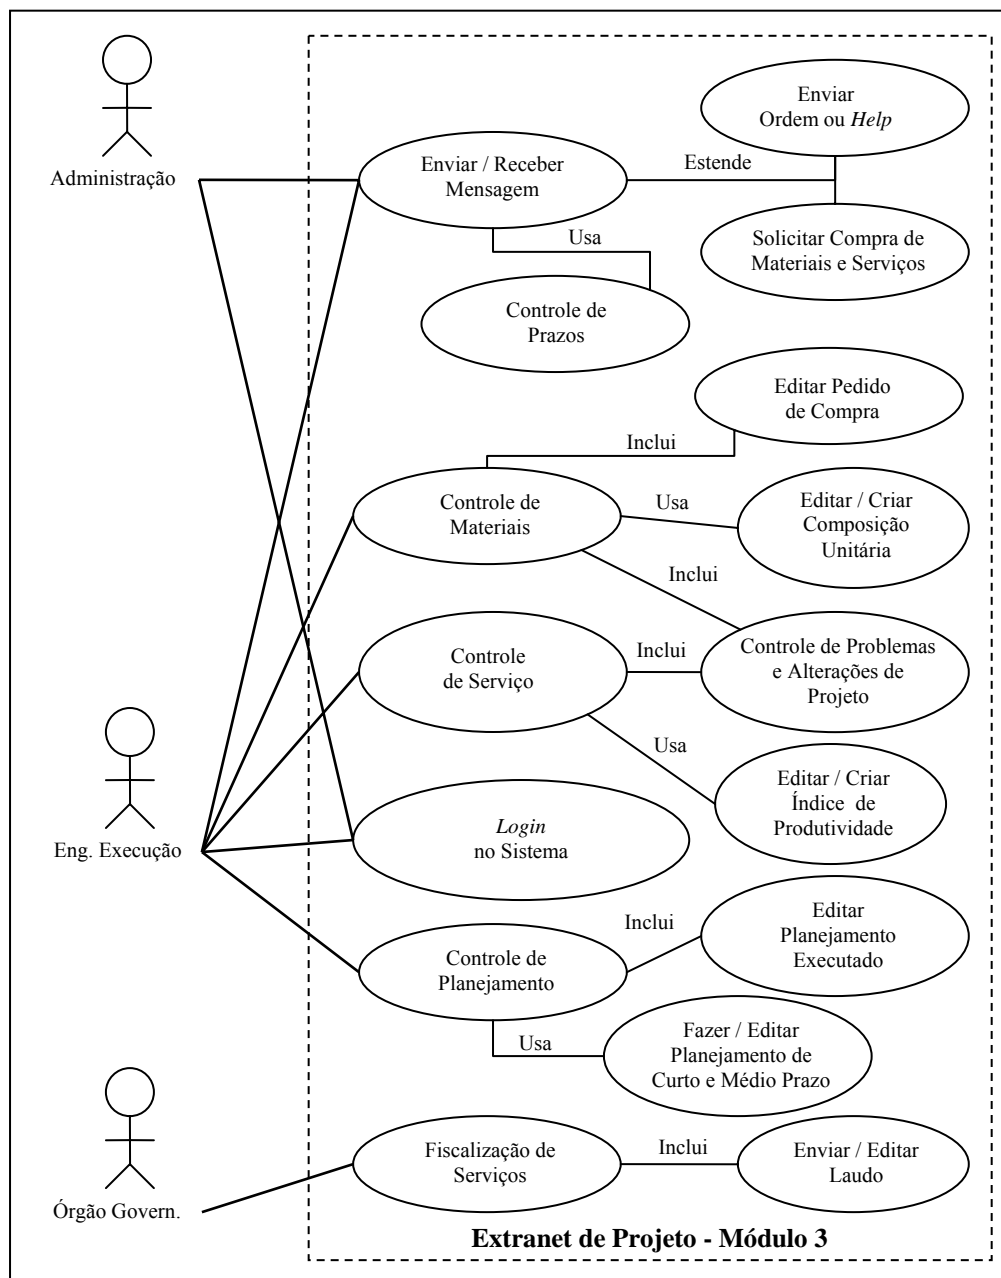 Enviar
Ordem ou Help
Administração
Enviar / Receber
Mensagem
Estende
Usa
Solicitar Compra de
Materiais e Serviços
Controle de
Prazos
Editar Pedido
de Compra
Inclui
Controle de
Materiais
Usa
Editar / Criar
Composição
Unitária
Inclui
Controle
de Serviço
Inclui
Controle de Problemas
e Alterações de
Projeto
Usa
Editar / Criar
Índice de
Produtividade
Eng. Execução
Login
no Sistema
Controle de
Planejamento
Inclui
Editar
Planejamento
Executado
Usa
Fazer / Editar
Planejamento de
Curto e Médio Prazo
Órgão Govern.
Fiscalização de
Serviços
Inclui
Enviar / Editar
Laudo
Extranet de Projeto - Módulo 3